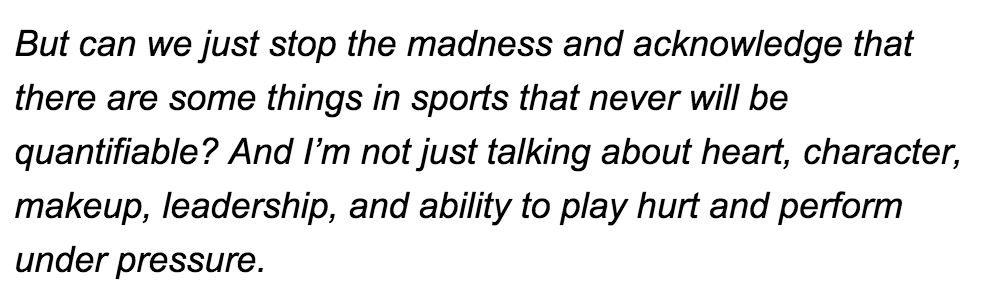 But can we just stop the madness and acknowledge that
there are some things in sports that never will be
quantifiable? And I’m not just talking about heart, character,
makeup, leadership, and ability to play hurt and perform
under pressure.